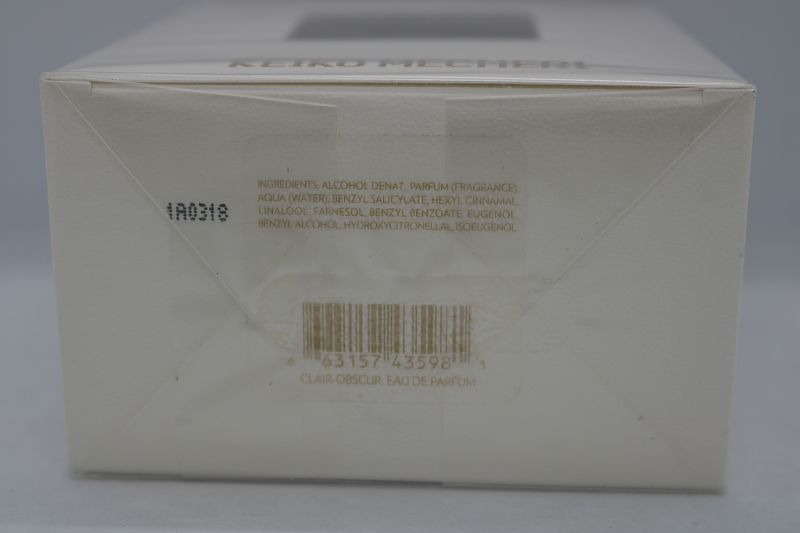 KEIKO MECHERI
INGREDIENTS: ALCOHOL DENAT., PARFUM (FRAGRANCE),
AQUA (WATER), BENZYL SALICYLATE, HEXYL CINNAMAL,
LINALOOL, FARNESOL, BENZYL BENZOATE, EUGENOL,
BENZYL ALCOHOL, HYDROXYCITRONELLAL, ISOEUGENOL.
1A0318
6 63157 43598 1
CLAIR-OBSCUR, EAU DE PARFUM